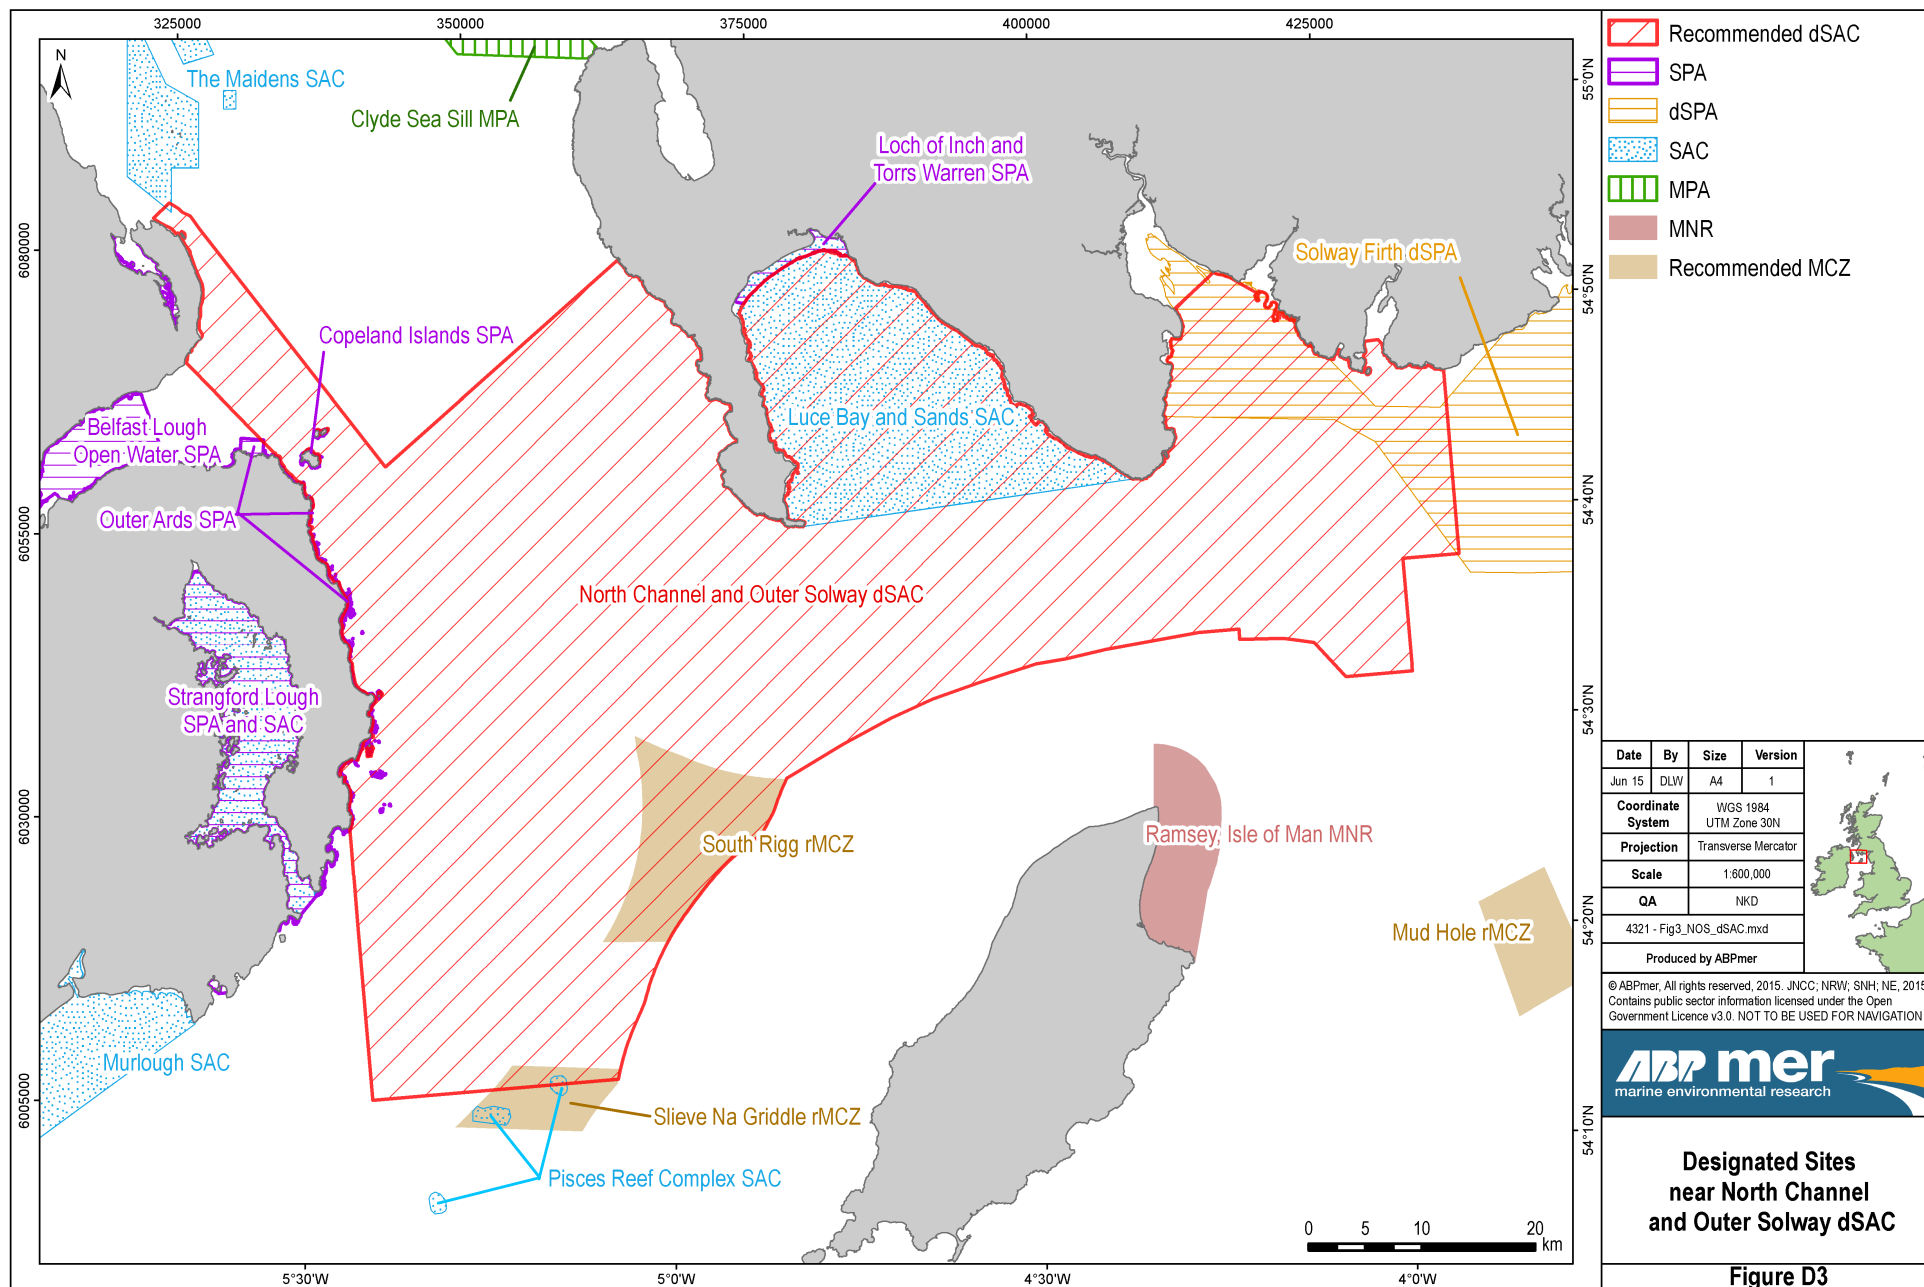 325000
350000
375000
400000
425000
N
The Maidens SAC
Clyde Sea Sill MPA
Loch of Inch and
Torrs Warren SPA
Solway Firth dSPA
Copeland Islands SPA
Belfast Lough
Open Water SPA
Luce Bay and Sands SAC
Outer Ards SPA
North Channel and Outer Solway dSAC
Strangford Lough
SPA and SAC
South Rigg rMCZ
Ramsey, Isle of Man MNR
Mud Hole rMCZ
Murlough SAC
Slieve Na Griddle rMCZ
Pisces Reef Complex SAC
6080000
6055000
6030000
6005000
55°0'N
54°50'N
54°40'N
54°30'N
54°20'N
54°10'N
5°30'W
5°0'W
4°30'W
4°0'W
0 5 10 20
km
Recommended dSAC
SPA
dSPA
SAC
MPA
MNR
Recommended MCZ
Date By Size Version
Jun 15 DLW A4 1
Coordinate System WGS 1984 UTM Zone 30N
Projection Transverse Mercator
Scale 1:600,000
QA NKD
4321 - Fig3_NOS_dSAC.mxd
Produced by ABPmer
© ABPmer, All rights reserved, 2015. JNCC; NRW; SNH; NE, 2015
Contains public sector information licensed under the Open
Government Licence v3.0. NOT TO BE USED FOR NAVIGATION
ABP mer
marine environmental research
Designated Sites
near North Channel
and Outer Solway dSAC
Figure D3